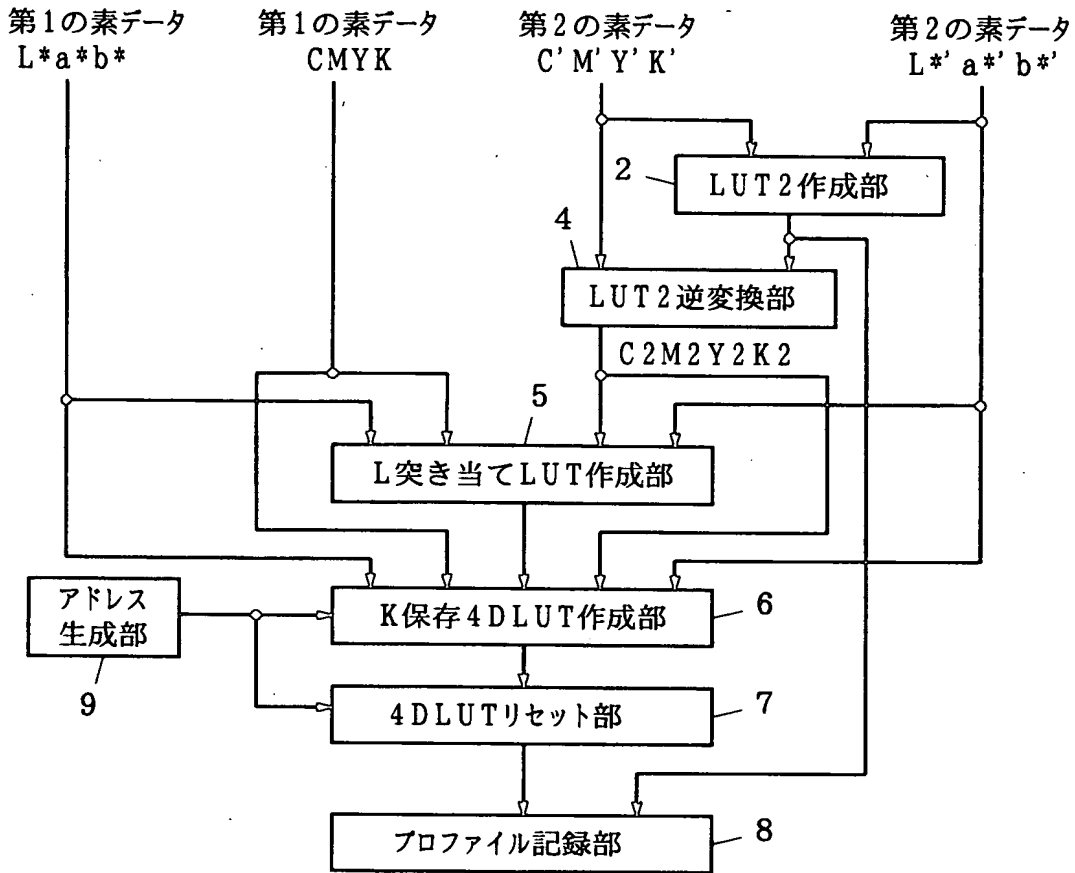 第1の素データ
L*a*b*
第1の素データ
CMYK
第2の素データ
C'M'Y'K'
第2の素データ
L*'a*'b*'
2
LUT2作成部
4
LUT2逆変換部
C2M2Y2K2
5
L突き当てLUT作成部
アドレス
生成部
9
K保存4DLUT作成部
6
4DLUTリセット部
7
プロファイル記録部
8